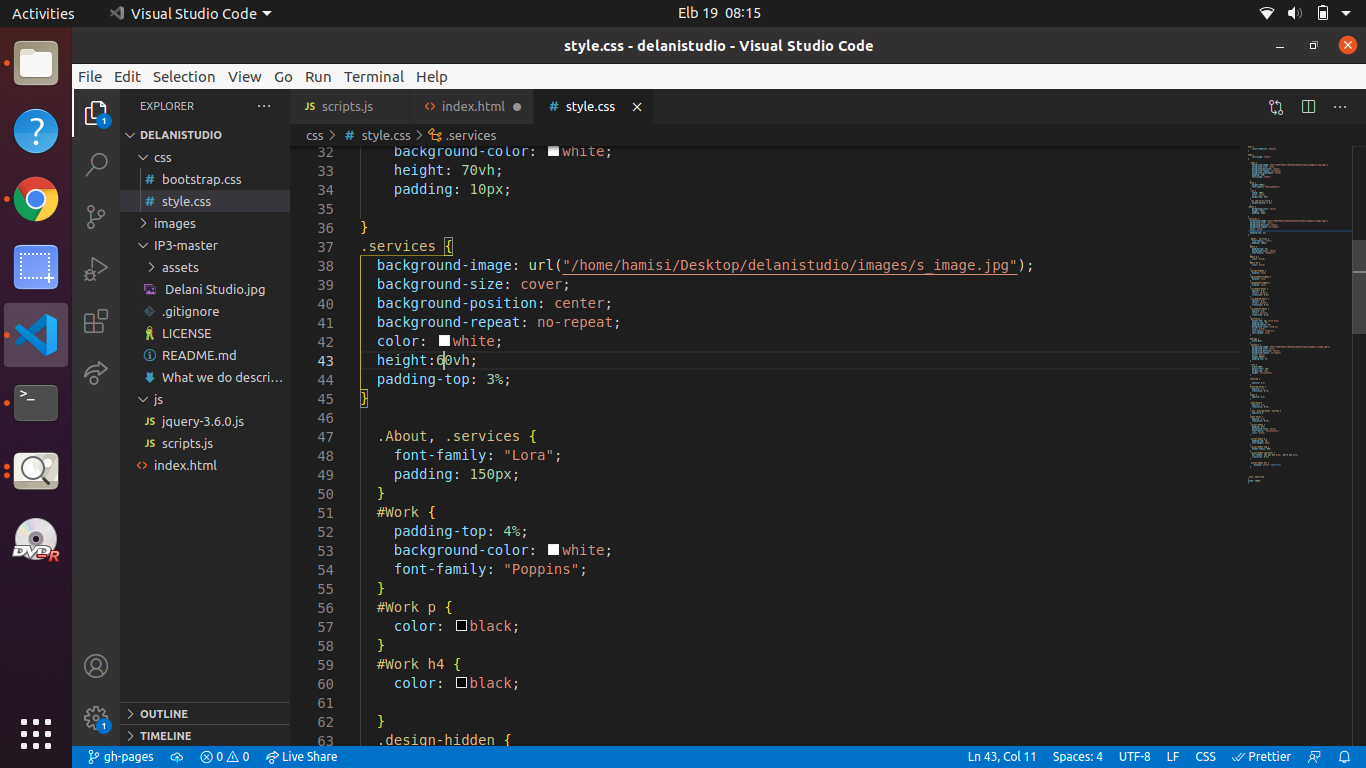 Activities Visual Studio Code Elb 19 08:15
style.css - delanistudio - Visual Studio Code
File Edit Selection View Go Run Terminal Help
EXPLORER
scripts.js index.html style.css
css > style.css > .services
DELANISTUDIO
css
bootstrap.css
style.css
images
IP3-master
assets
Delani Studio.jpg
.gitignore
LICENSE
README.md
What we do descri...
js
jquery-3.6.0.js
scripts.js
index.html
OUTLINE
TIMELINE
32 background-color: white;
33 height: 70vh;
34 padding: 10px;
35
36 }
37 .services {
38 background-image: url("/home/hamisi/Desktop/delanistudio/images/s_image.jpg");
39 background-size: cover;
40 background-position: center;
41 background-repeat: no-repeat;
42 color: white;
43 height:60vh;
44 padding-top: 3%;
45 }
46
47 .About, .services {
48 font-family: "Lora";
49 padding: 150px;
50 }
51 #Work {
52 padding-top: 4%;
53 background-color: white;
54 font-family: "Poppins";
55 }
56 #Work p {
57 color: black;
58 }
59 #Work h4 {
60 color: black;
61
62 }
63 .design-hidden {
gh-pages 0 0 Live Share Ln 43, Col 11 Spaces: 4 UTF-8 LF CSS Prettier